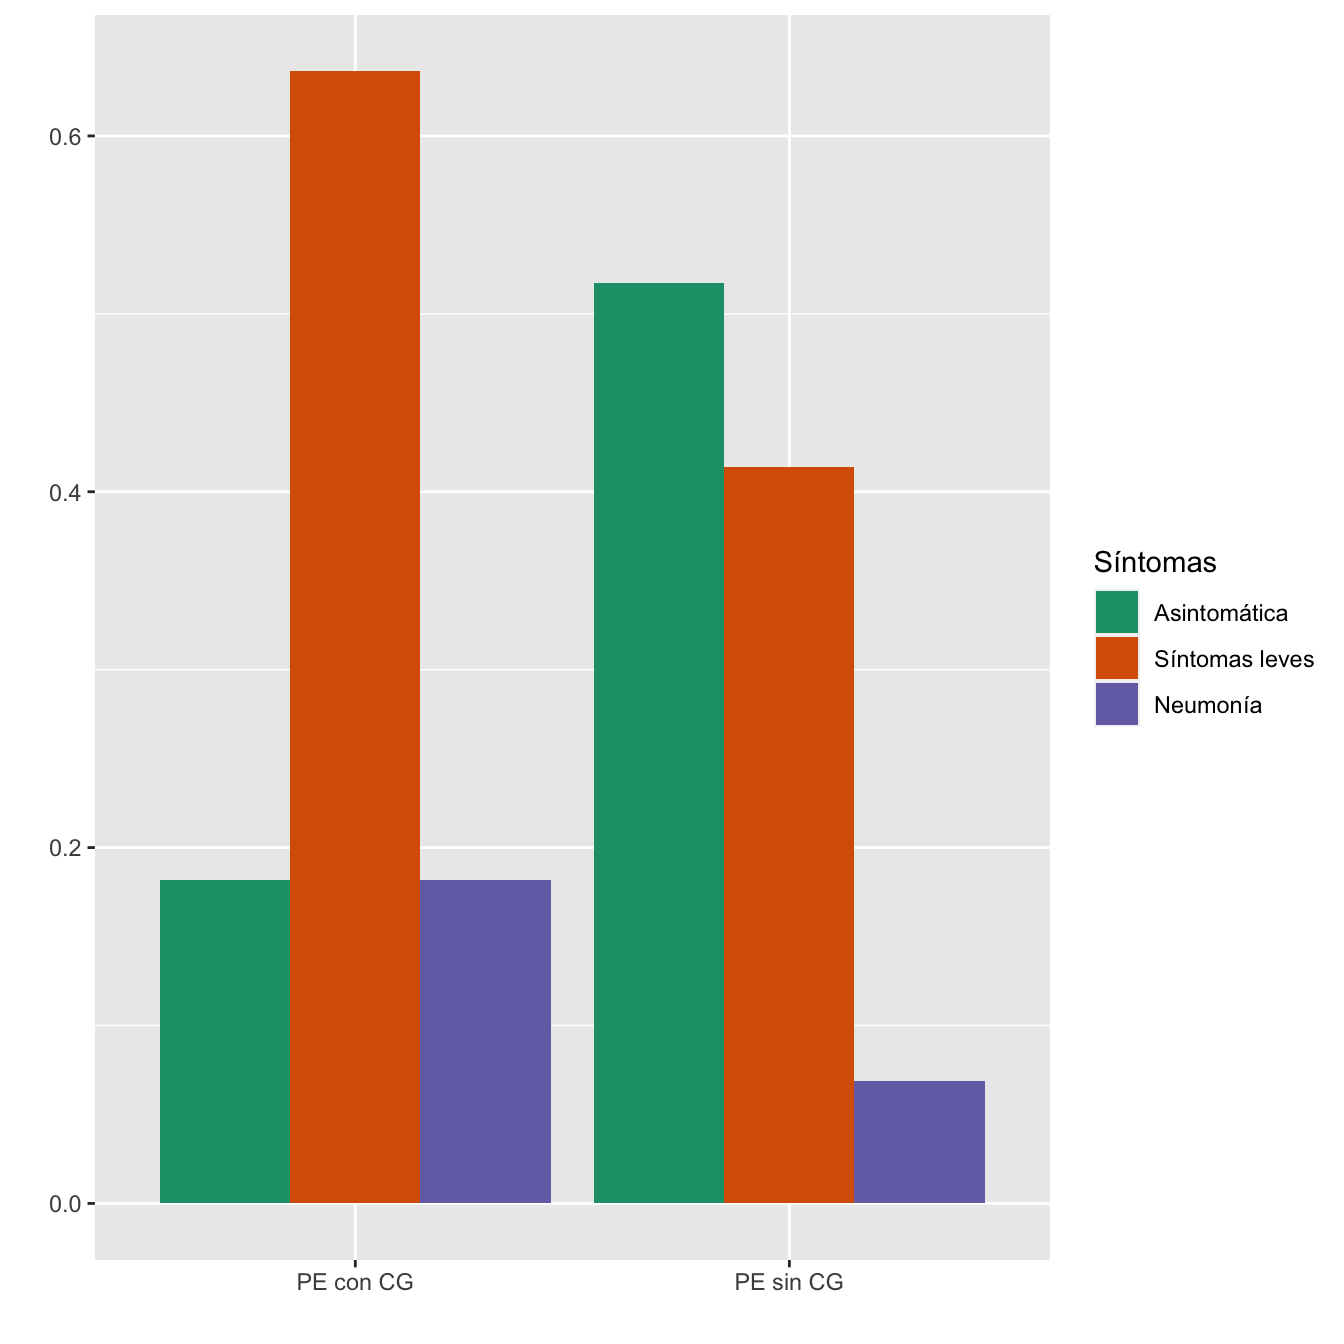 0.6
0.4
0.2
0.0
PE con CG
PE sin CG
Síntomas
Asintomática
Síntomas leves
Neumonía